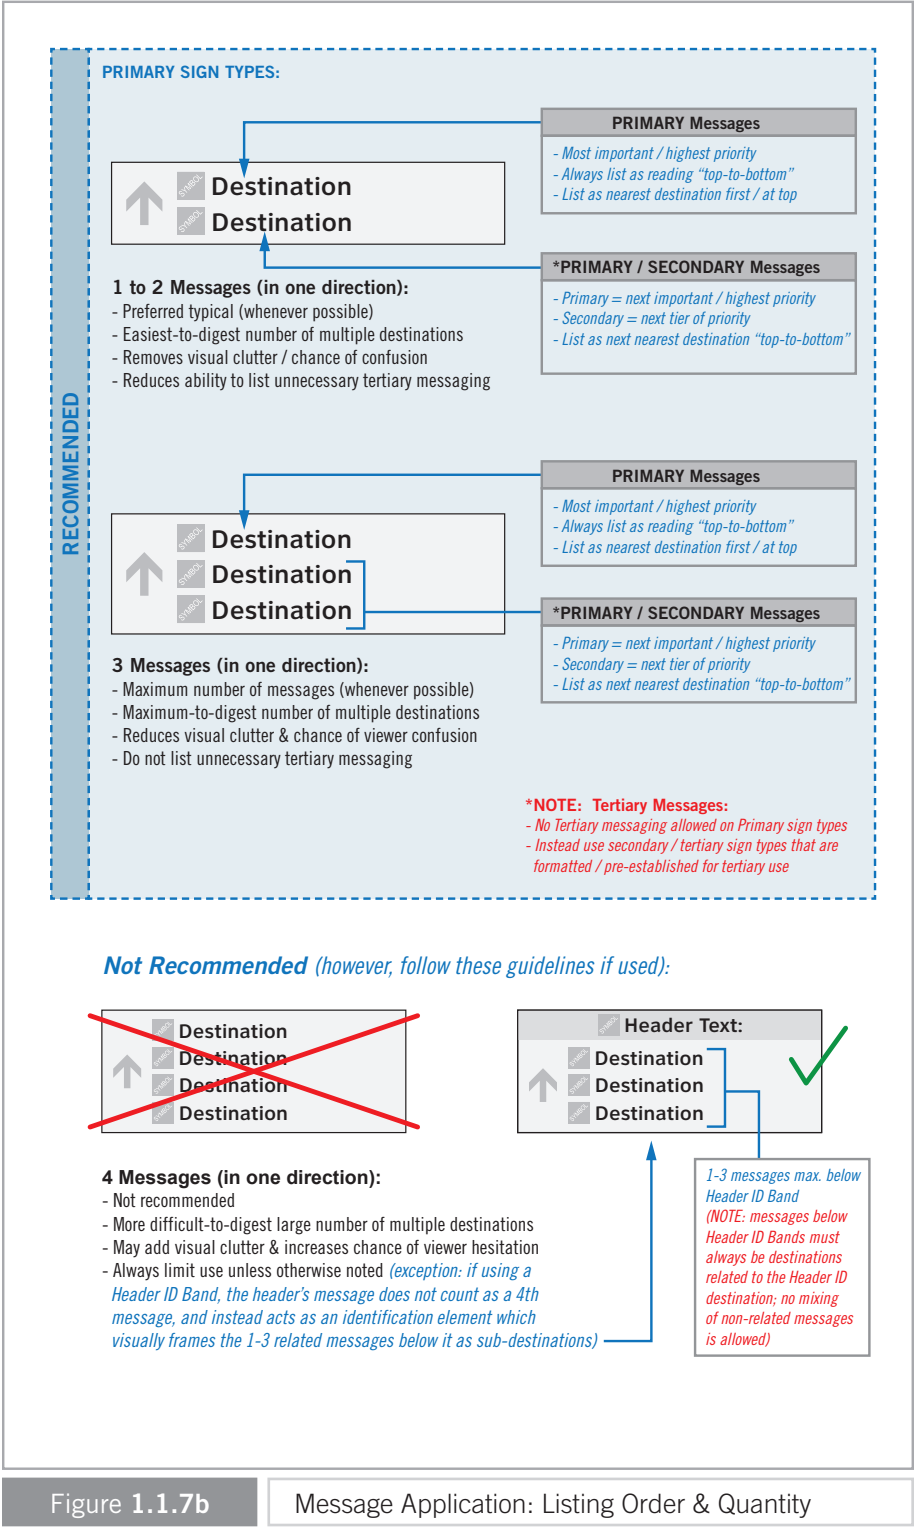 RECOMMENDED
PRIMARY SIGN TYPES:
PRIMARY Messages
- Most important / highest priority
- Always list as reading “top-to-bottom”
- List as nearest destination first / at top
SYMBOL Destination
SYMBOL Destination
*PRIMARY / SECONDARY Messages
- Primary = next important / highest priority
- Secondary = next tier of priority
- List as next nearest destination “top-to-bottom”
1 to 2 Messages (in one direction):
- Preferred typical (whenever possible)
- Easiest-to-digest number of multiple destinations
- Removes visual clutter / chance of confusion
- Reduces ability to list unnecessary tertiary messaging
PRIMARY Messages
- Most important / highest priority
- Always list as reading “top-to-bottom”
- List as nearest destination first / at top
SYMBOL Destination
SYMBOL Destination
SYMBOL Destination
*PRIMARY / SECONDARY Messages
- Primary = next important / highest priority
- Secondary = next tier of priority
- List as next nearest destination “top-to-bottom”
3 Messages (in one direction):
- Maximum number of messages (whenever possible)
- Maximum-to-digest number of multiple destinations
- Reduces visual clutter & chance of viewer confusion
- Do not list unnecessary tertiary messaging
*NOTE: Tertiary Messages:
- No Tertiary messaging allowed on Primary sign types
- Instead use secondary / tertiary sign types that are
formatted / pre-established for tertiary use
Not Recommended (however, follow these guidelines if used):
SYMBOL Destination
SYMBOL Destination
SYMBOL Destination
SYMBOL Destination
SYMBOL Header Text:
SYMBOL Destination
SYMBOL Destination
SYMBOL Destination
4 Messages (in one direction):
- Not recommended
- More difficult-to-digest large number of multiple destinations
- May add visual clutter & increases chance of viewer hesitation
- Always limit use unless otherwise noted (exception: if using a
Header ID Band, the header’s message does not count as a 4th
message, and instead acts as an identification element which
visually frames the 1-3 related messages below it as sub-destinations)
1-3 messages max. below
Header ID Band
(NOTE: messages below
Header ID Bands must
always be destinations
related to the Header ID
destination; no mixing
of non-related messages
is allowed)
Figure 1.1.7b
Message Application: Listing Order & Quantity